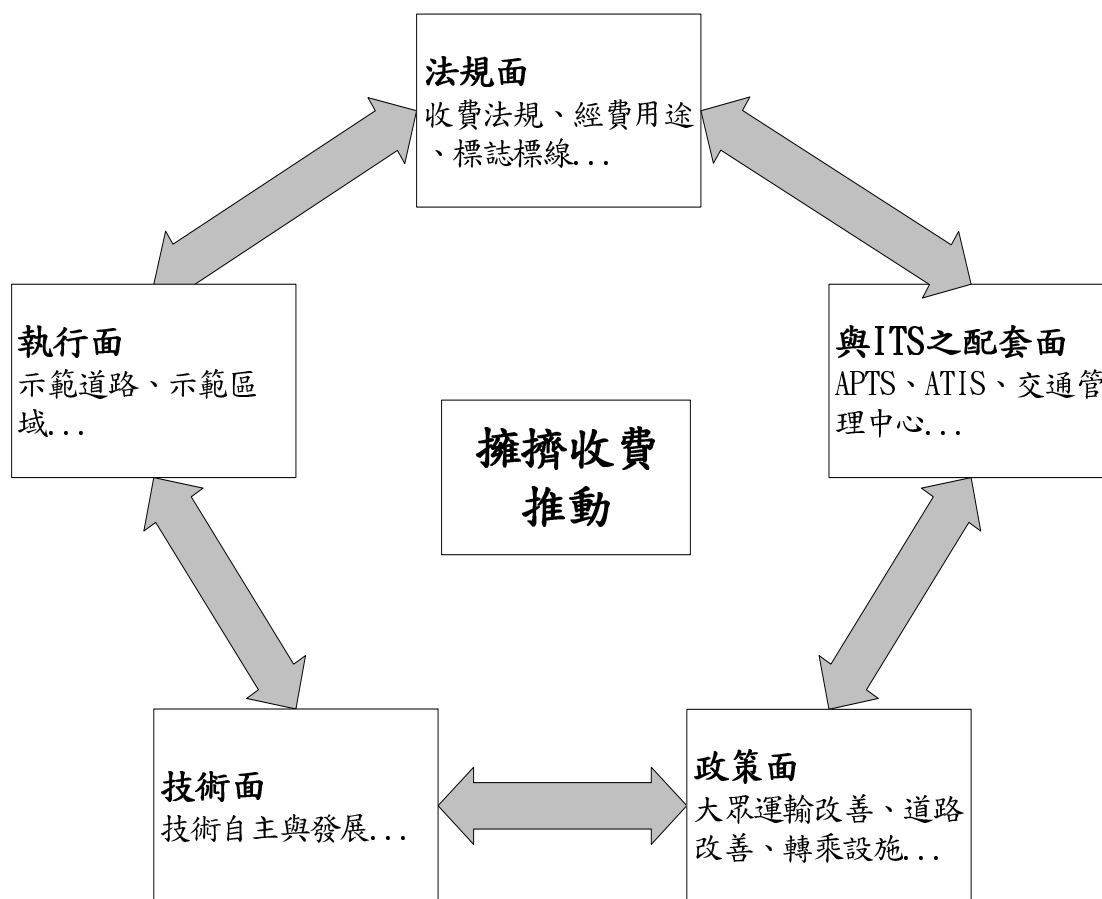 法規面
收費法規、經費用途
、標誌標線...
執行面
示範道路、示範區
域...
與ITS之配套面
APTS、ATIS、交通管
理中心...
擁擠收費
推動
技術面
技術自主與發展...
政策面
大眾運輸改善、道路
改善、轉乘設施...